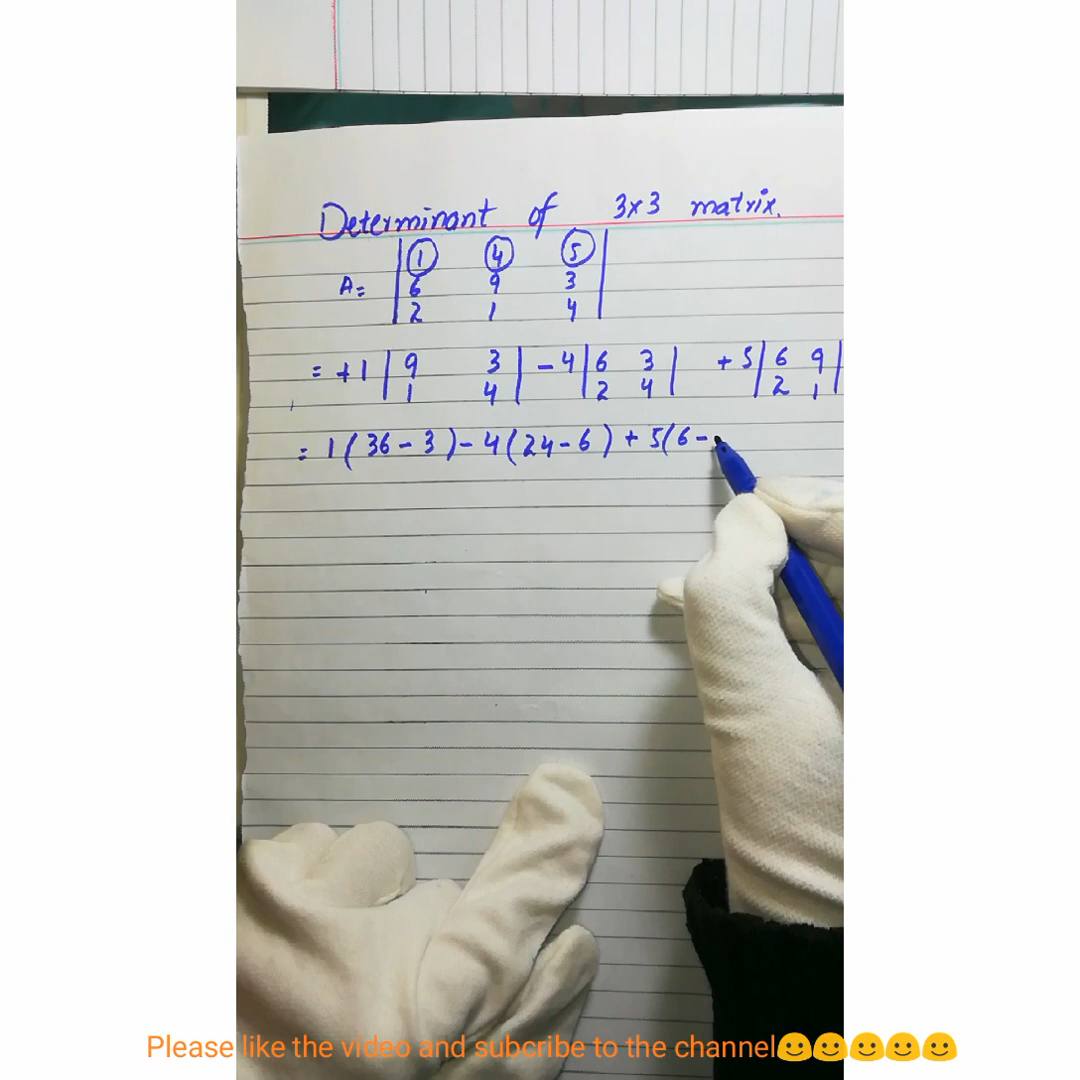 Determinant of 3x3 matrix.
1 4 5
A= 6 9 3
2 1 4
= +1 | 9 3 | - 4 | 6 3 | + 5 | 6 9 |
1 4 2 4 2 1
= 1 ( 36 - 3 ) - 4 ( 24 - 6 ) + 5 ( 6 -
Please like the video and subcribe to the channel🙂🙂🙂🙂🙂